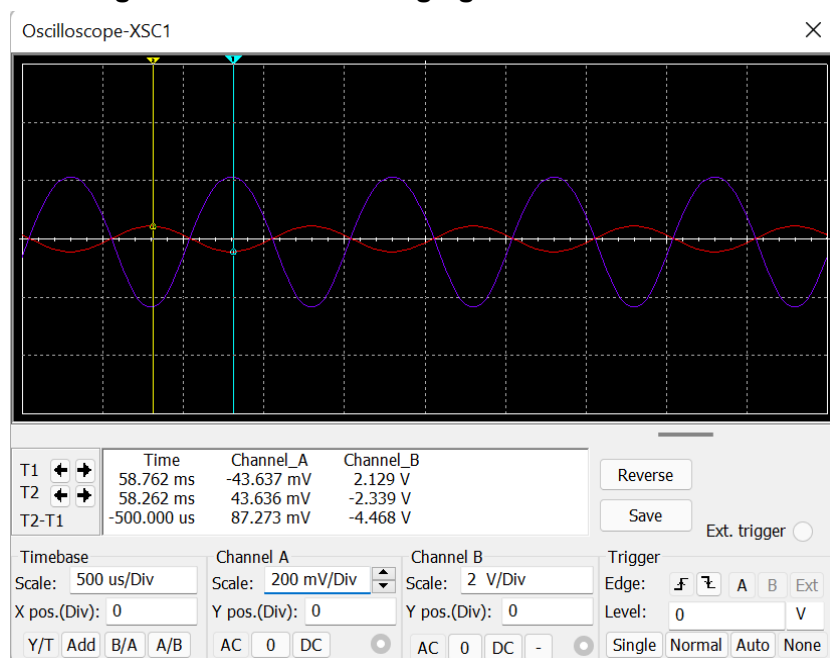 Oscilloscope-XSC1
T1
T2
T2-T1
Time Channel_A Channel_B
58.762 ms -43.637 mV 2.129 V
58.262 ms 43.636 mV -2.339 V
-500.000 us 87.273 mV -4.468 V
Reverse
Save
Ext. trigger
Timebase
Scale: 500 us/Div
X pos.(Div): 0
Y/T Add B/A A/B
Channel A
Scale: 200 mV/Div
Y pos.(Div): 0
AC 0 DC
Channel B
Scale: 2 V/Div
Y pos.(Div): 0
AC 0 DC -
Trigger
Edge: A B Ext
Level: 0 V
Single Normal Auto None